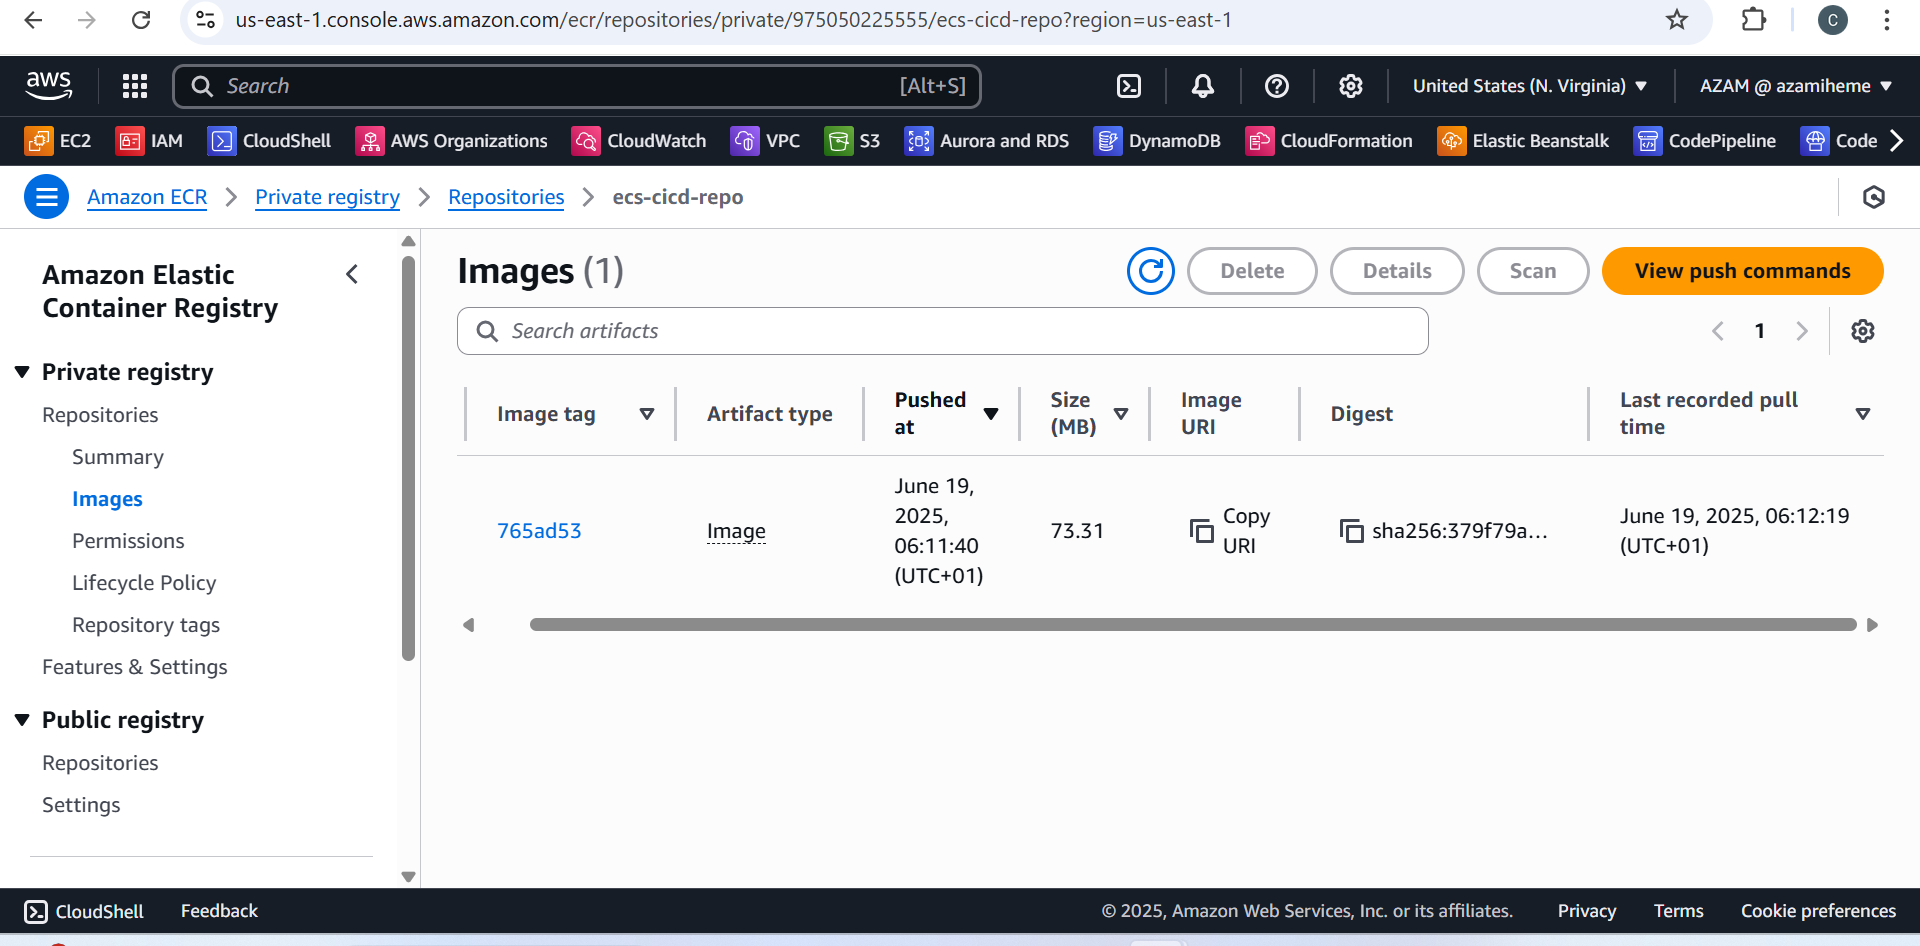 us-east-1.console.aws.amazon.com/ecr/repositories/private/975050225555/ecs-cicd-repo?region=us-east-1
C
aws
Search
[Alt+S]
United States (N. Virginia)
AZAM @ azamiheme
EC2
IAM
CloudShell
AWS Organizations
CloudWatch
VPC
S3
Aurora and RDS
DynamoDB
CloudFormation
Elastic Beanstalk
CodePipeline
Code
Amazon ECR
Private registry
Repositories
ecs-cicd-repo
Amazon Elastic
Container Registry
Private registry
Repositories
Summary
Images
Permissions
Lifecycle Policy
Repository tags
Features & Settings
Public registry
Repositories
Settings
Images (1)
Delete
Details
Scan
View push commands
Search artifacts
1
Image tag
Artifact type
Pushed
at
Size
(MB)
Image
URI
Digest
Last recorded pull
time
765ad53
Image
June 19,
2025,
06:11:40
(UTC+01)
73.31
Copy
URI
sha256:379f79a...
June 19, 2025, 06:12:19
(UTC+01)
CloudShell
Feedback
© 2025, Amazon Web Services, Inc. or its affiliates.
Privacy
Terms
Cookie preferences